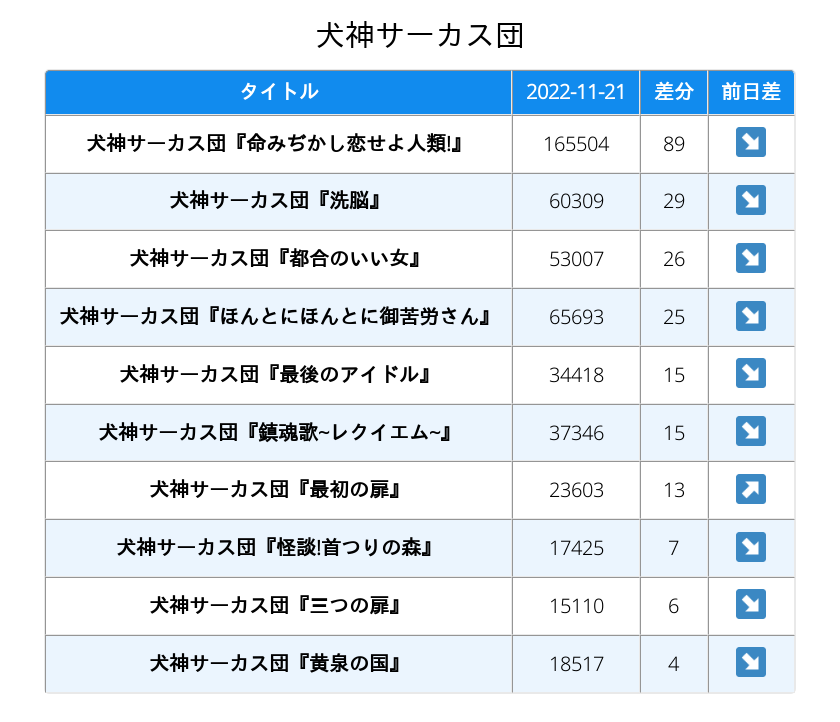 犬神サーカス団
タイトル 2022-11-21 差分 前日差
犬神サーカス団『命みぢかし恋せよ人類!』 165504 89 ↘
犬神サーカス団『洗脳』 60309 29 ↘
犬神サーカス団『都合のいい女』 53007 26 ↘
犬神サーカス団『ほんとにほんとに御苦労さん』 65693 25 ↘
犬神サーカス団『最後のアイドル』 34418 15 ↘
犬神サーカス団『鎮魂歌~レクイエム~』 37346 15 ↘
犬神サーカス団『最初の扉』 23603 13 ↗
犬神サーカス団『怪談!首つりの森』 17425 7 ↘
犬神サーカス団『三つの扉』 15110 6 ↘
犬神サーカス団『黄泉の国』 18517 4 ↘